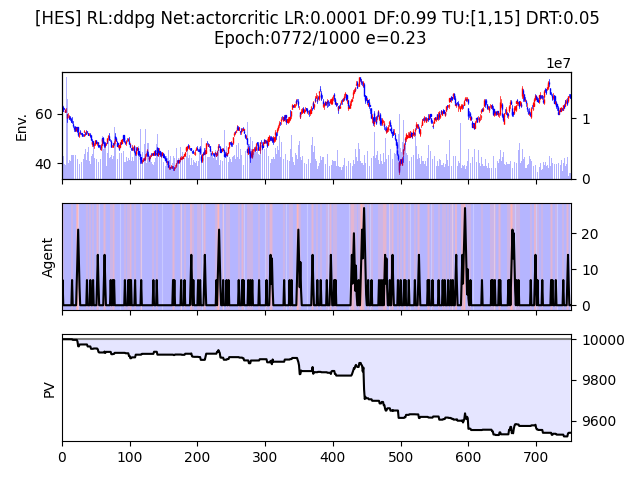 [HES] RL:ddpg Net:actorcritic LR:0.0001 DF:0.99 TU:[1,15] DRT:0.05
Epoch:0772/1000 e=0.23
1e7
Env.
60
40
1
0
Agent
20
10
0
PV
10000
9800
9600
0 100 200 300 400 500 600 700